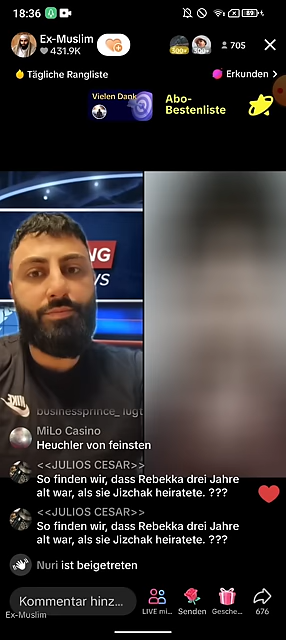 18:36
Ex-Muslim
431.9K
500+
500+
705
Tägliche Rangliste
Erkunden >
Vielen Dank
Abo-
Bestenliste
NG
WS
NIKE
MiLo Casino
Heuchler von feinsten
<<JULIOS CESAR>>
So finden wir, dass Rebekka drei Jahre
alt war, als sie Jizchak heiratete. ???
<<JULIOS CESAR>>
So finden wir, dass Rebekka drei Jahre
alt war, als sie Jizchak heiratete. ???
Nuri ist beigetreten
Kommentar hinz...
LIVE mi...
Senden
Gesche...
676
Ex-Muslim